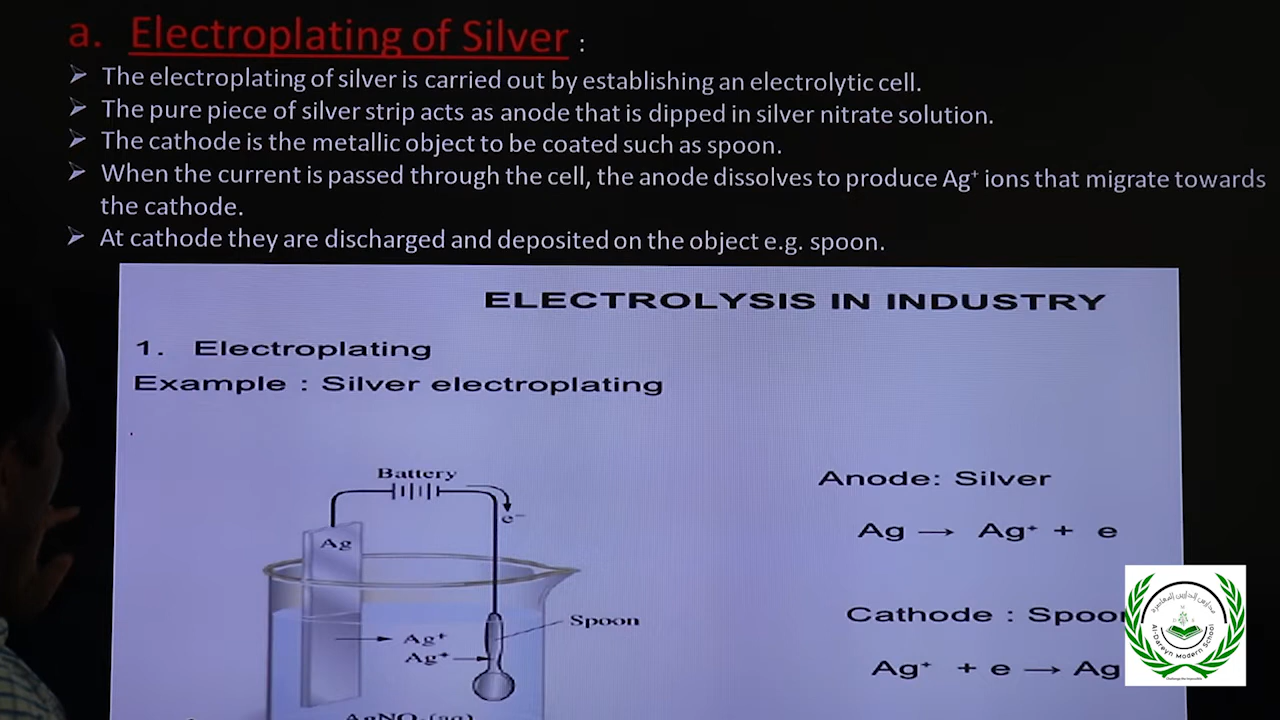 a. Electroplating of Silver :
➢ The electroplating of silver is carried out by establishing an electrolytic cell.
➢ The pure piece of silver strip acts as anode that is dipped in silver nitrate solution.
➢ The cathode is the metallic object to be coated such as spoon.
➢ When the current is passed through the cell, the anode dissolves to produce Ag⁺ ions that migrate towards
the cathode.
➢ At cathode they are discharged and deposited on the object e.g. spoon.
ELECTROLYSIS IN INDUSTRY
1. Electroplating
Example : Silver electroplating
Battery
e⁻
Ag
Ag⁺
Ag⁺
Spoon
Anode: Silver
Ag → Ag⁺ + e
Cathode : Spoo
Ag⁺ + e → Ag
Al-Dareyn Modern School